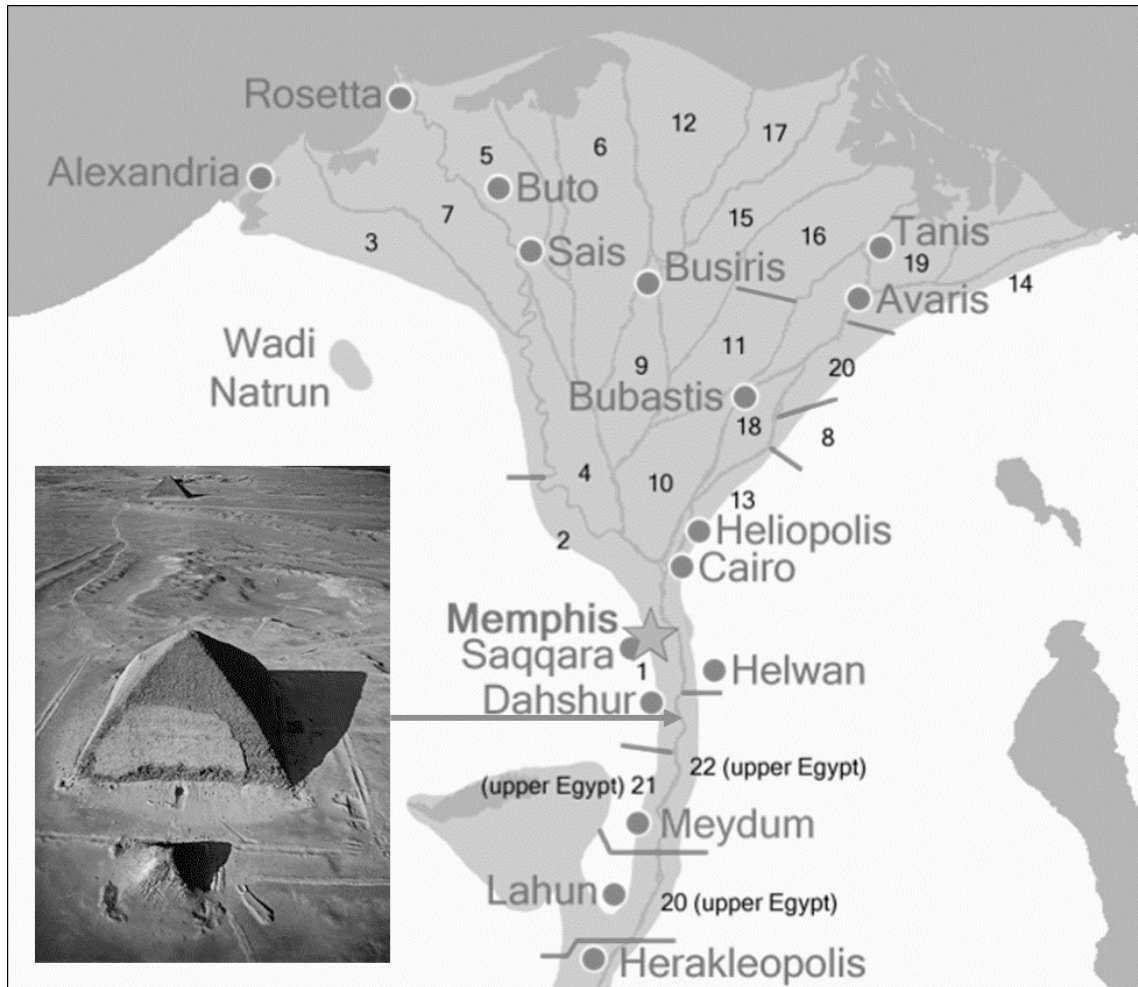 Rosetta
12
17
6
5
Alexandria
Buto
7
15
3
16
Tanis
Sais
19
Busiris
14
Avaris
Wadi
Natrun
11
9
20
Bubastis
18
8
4
10
13
2
Heliopolis
Cairo
Memphis
Saqqara
1
Helwan
Dahshur
22 (upper Egypt)
(upper Egypt) 21
Meydum
Lahun
20 (upper Egypt)
Herakleopolis